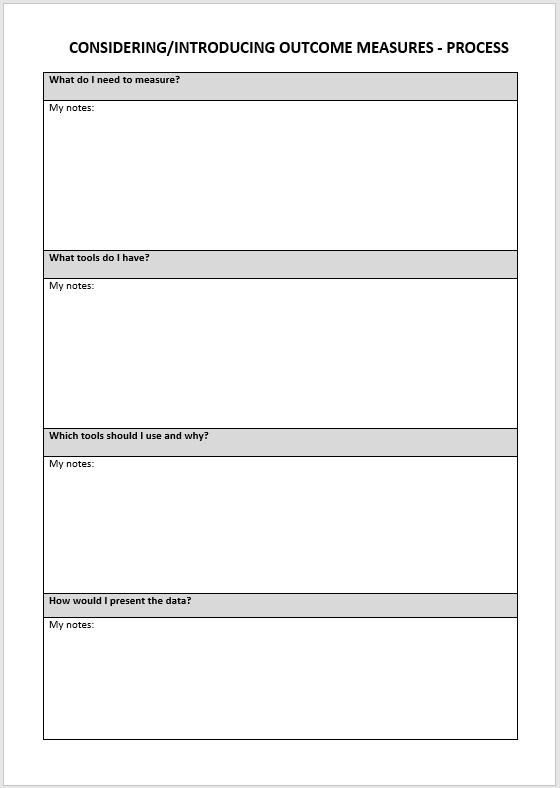 CONSIDERING/INTRODUCING OUTCOME MEASURES - PROCESS
What do I need to measure?
My notes:
What tools do I have?
My notes:
Which tools should I use and why?
My notes:
How would I present the data?
My notes: